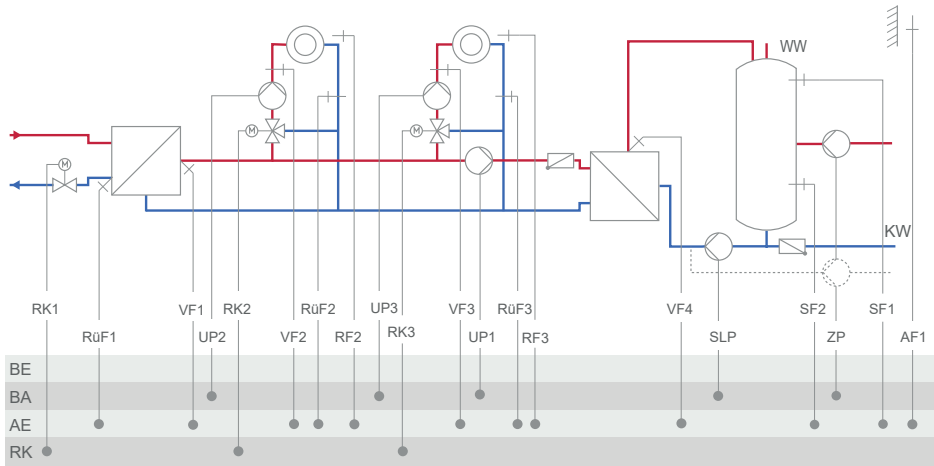 WW
M
M
M
KW
RK1
VF1
RK2
RüF2
UP3
VF3
RüF3
VF4
SF2
SF1
RüF1
UP2
VF2
RF2
RK3
UP1
RF3
SLP
ZP
AF1
BE
BA
AE
RK